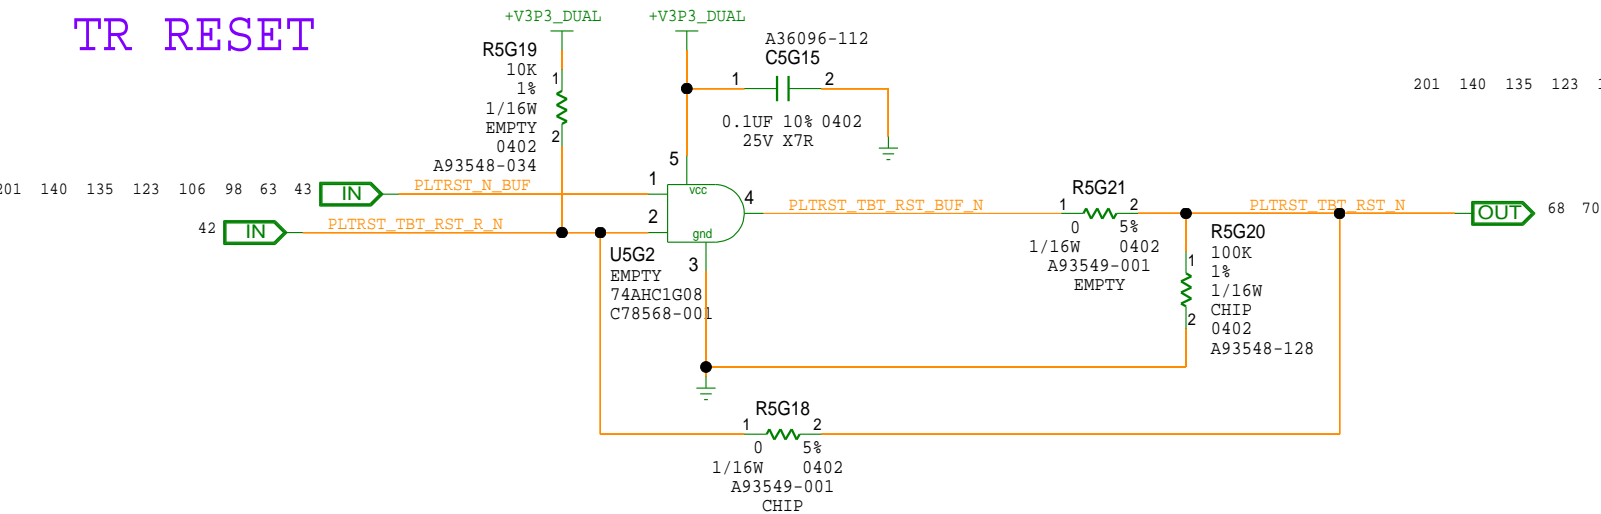 TR RESET
+V3P3_DUAL
+V3P3_DUAL
R5G19
10K
1%
1/16W
EMPTY
0402
A93548-034
1
2
A36096-112
C5G15
1
2
0.1UF 10% 0402
25V X7R
201 140 135 123
201 140 135 123 106 98 63 43
IN
PLTRST_N_BUF
42
IN
PLTRST_TBT_RST_R_N
5
1
2
vcc
gnd
4
3
U5G2
EMPTY
74AHC1G08
C78568-001
PLTRST_TBT_RST_BUF_N
R5G21
1
2
0 5%
1/16W 0402
A93549-001
EMPTY
PLTRST_TBT_RST_N
OUT
68 70
R5G20
100K
1%
1/16W
CHIP
0402
A93548-128
1
2
R5G18
1
2
0 5%
1/16W 0402
A93549-001
CHIP